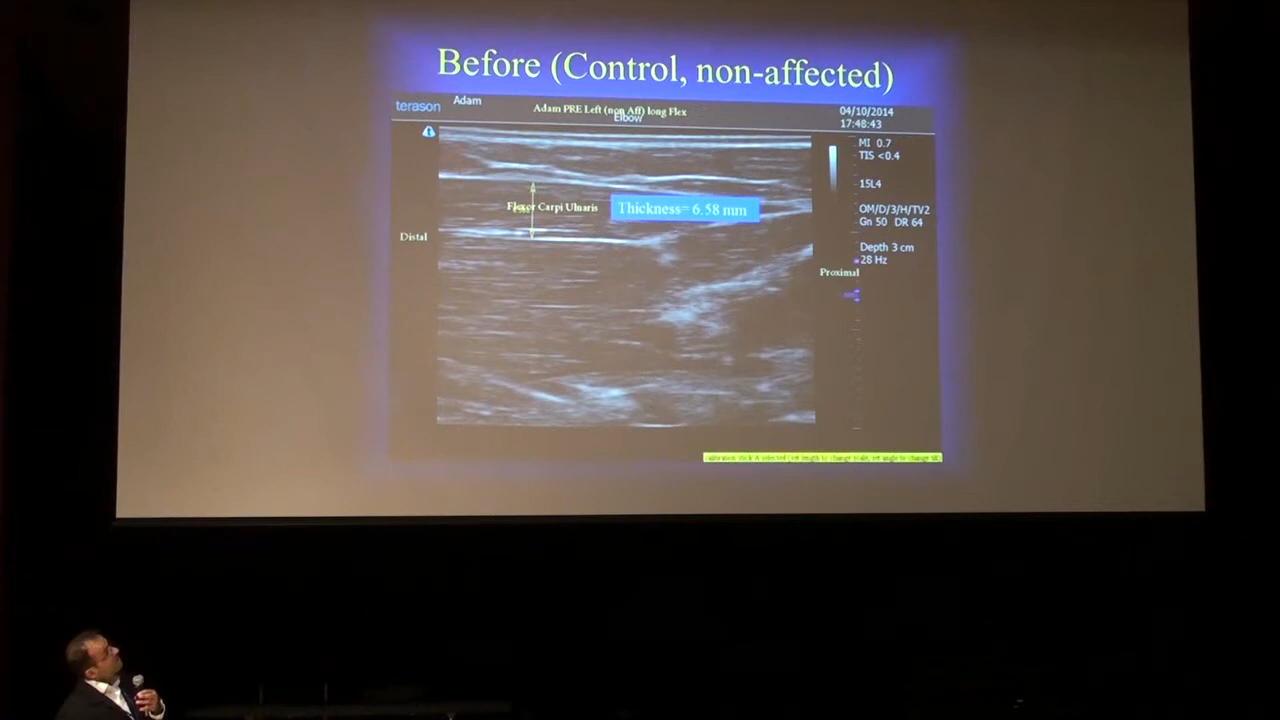 Before (Control, non-affected)
terason
Adam
Adam PRE Left (non Aff) long Flex
Elbow
04/10/2014
17:48:43
MI 0.7
TIS <0.4
15L4
OM/D/3/H/TV2
Gn 50 DR 64
Depth 3 cm
28 Hz
Flexor Carpi Ulnaris
Thickness= 6.58 mm
Distal
Proximal